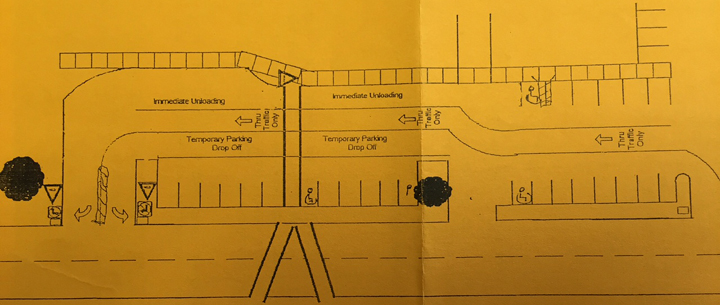 Immediate Unloading
Immediate Unloading
Thru
Traffic
Only
Thru
Traffic
Only
Thru
Traffic
Only
Temporary Parking
Drop Off
Temporary Parking
Drop Off